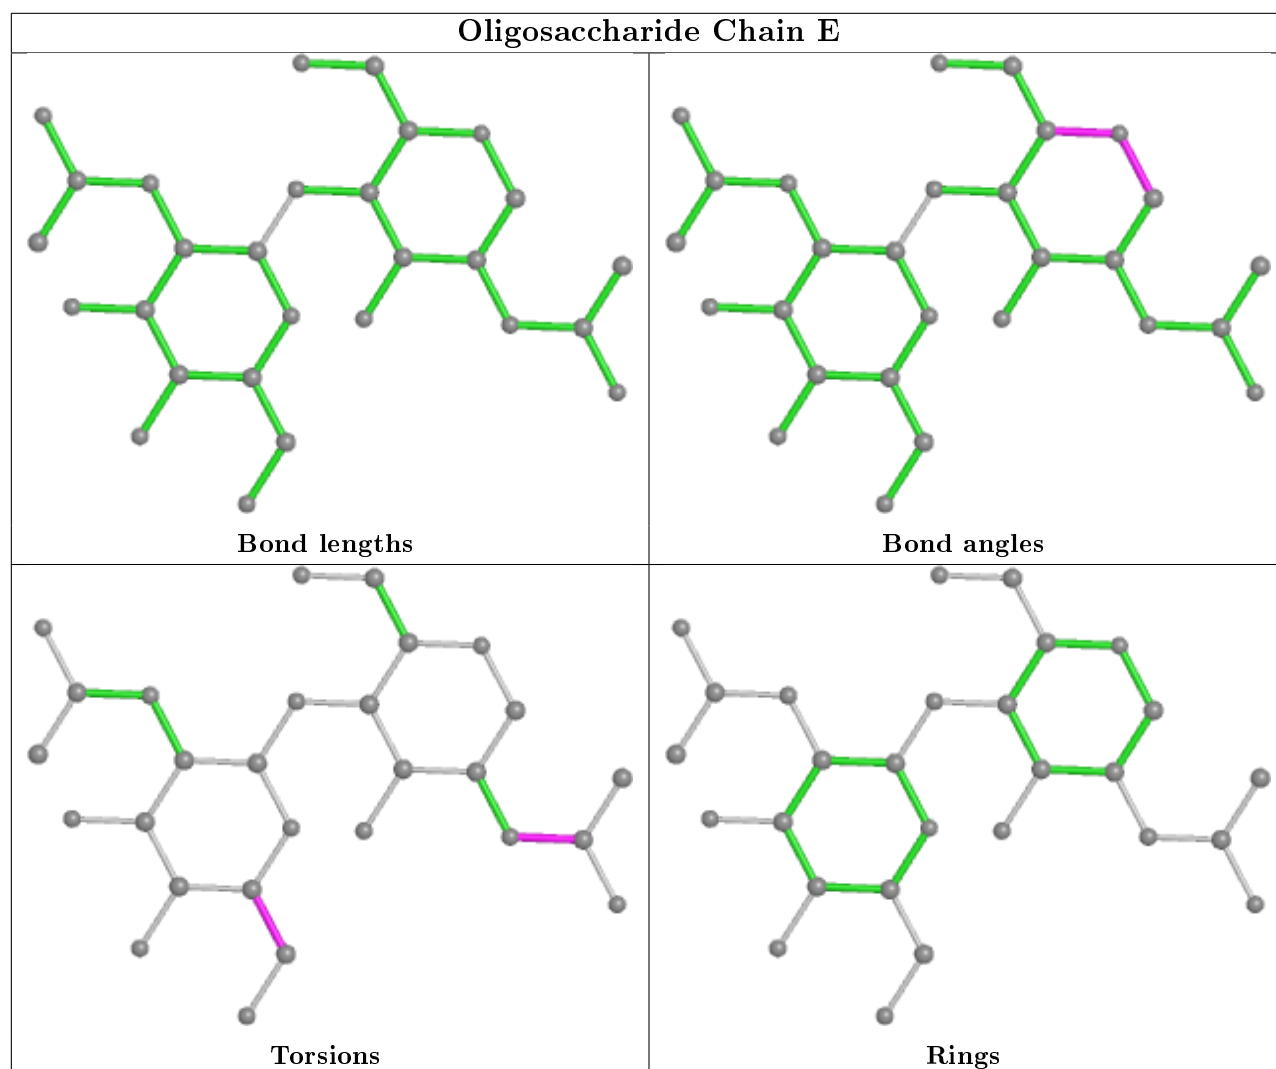 Oligosaccharide Chain E
Bond lengths
Bond angles
Torsions
Rings